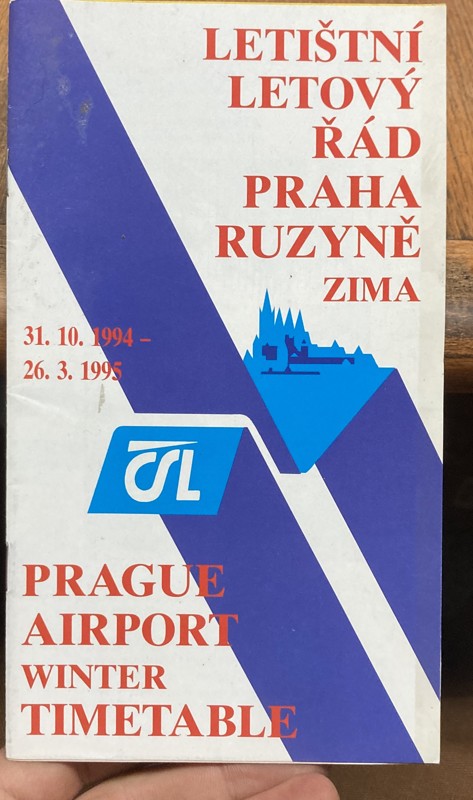 LETIŠTNÍ
LETOVÝ
ŘÁD
PRAHA
RUZYNĚ
ZIMA
31. 10. 1994 –
26. 3. 1995
ČSL
PRAGUE
AIRPORT
WINTER
TIMETABLE